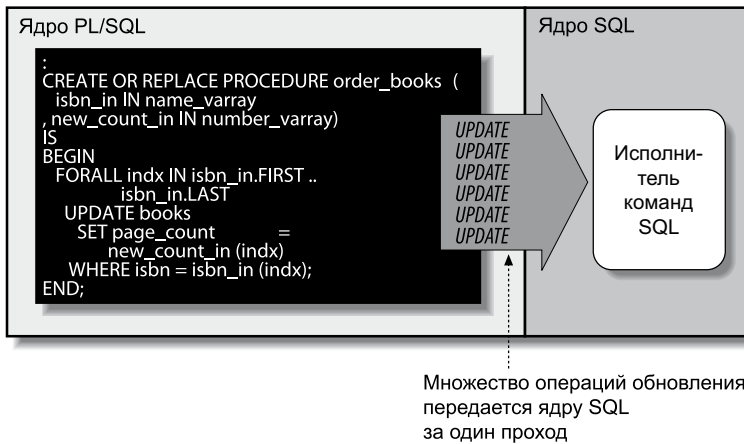 Ядро PL/SQL
:
CREATE OR REPLACE PROCEDURE order_books (
isbn_in IN name_varray
, new_count_in IN number_varray)
IS
BEGIN
FORALL indx IN isbn_in.FIRST ..
isbn_in.LAST
UPDATE books
SET page_count =
new_count_in (indx)
WHERE isbn = isbn_in (indx);
END;
UPDATE
UPDATE
UPDATE
UPDATE
UPDATE
UPDATE
Ядро SQL
Исполни-
тель
команд
SQL
Множество операций обновления
передается ядру SQL
за один проход